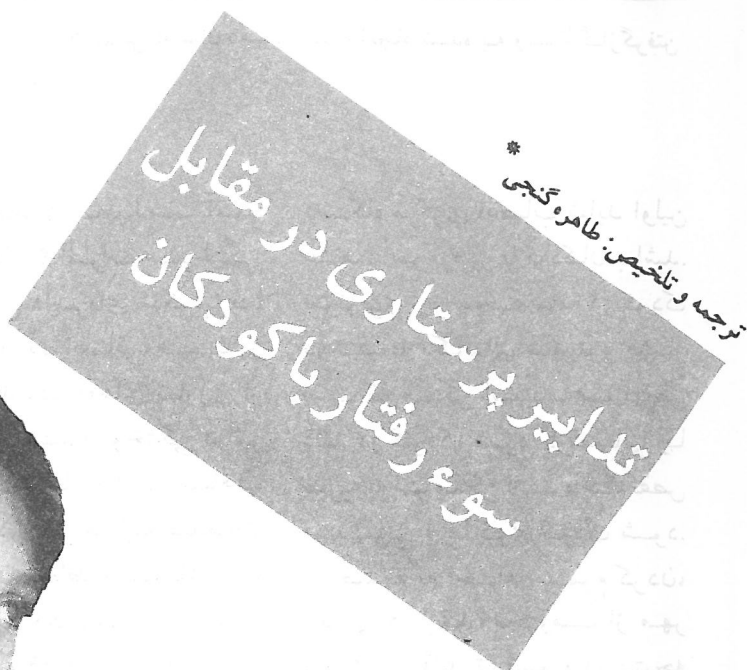 تدابیر پرستاری در مقابل
سوء رفتار با کودکان
ترجمه و تلخیص: طاهره گنجی *